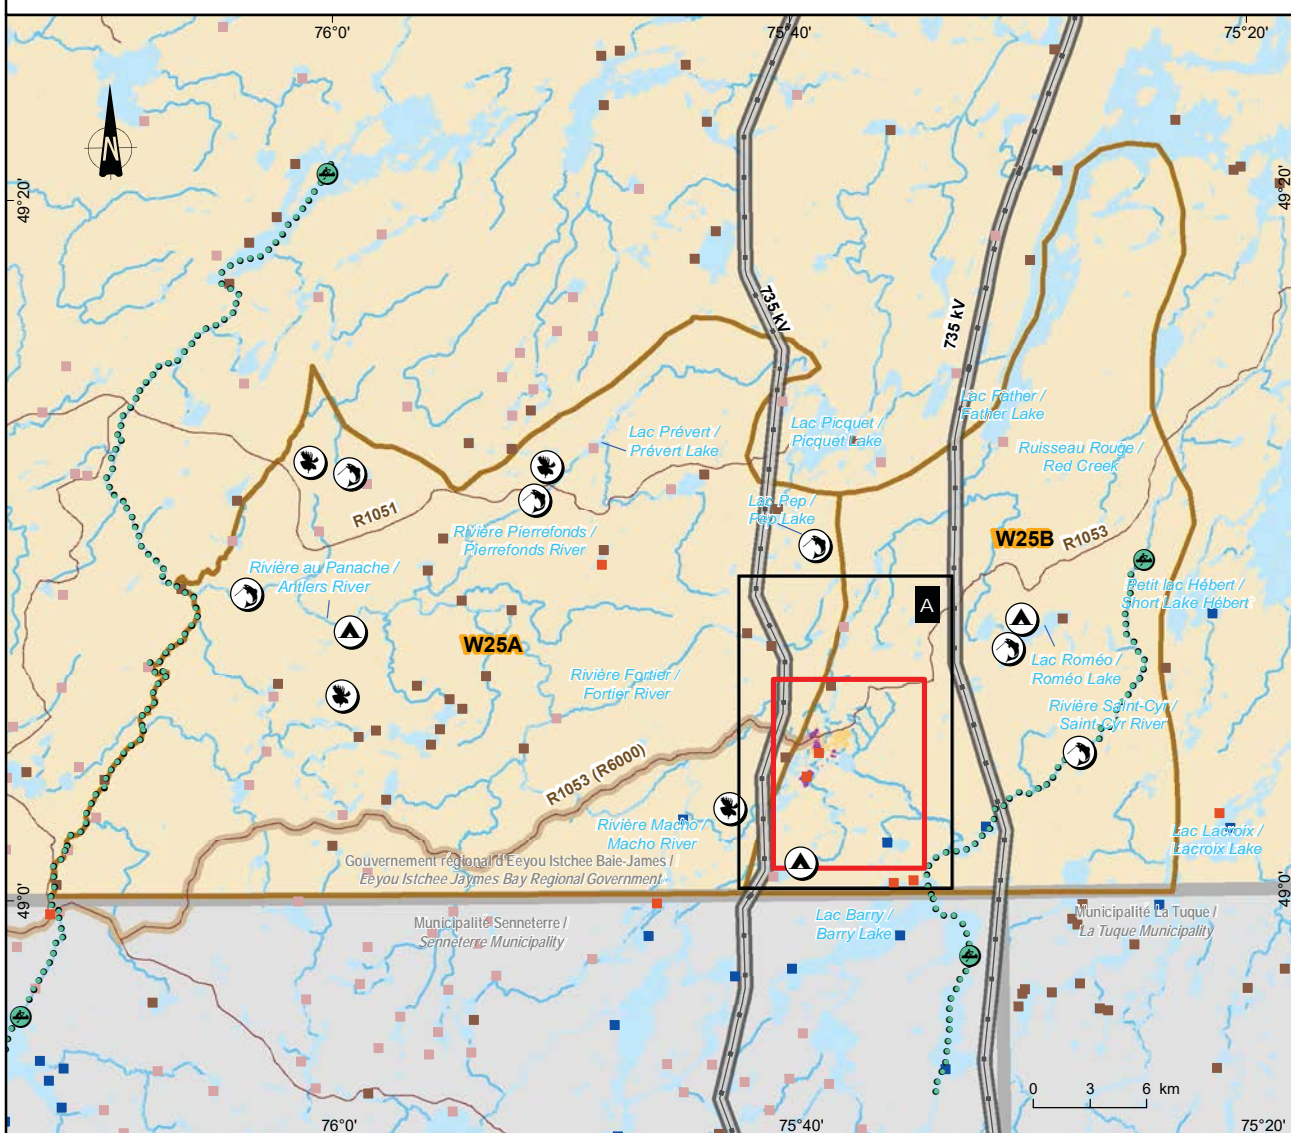 76°0'
75°40'
75°20'
N
49°20'
49°20'
735 kV
735 kV
Lac Father /
Father Lake
Lac Prévert /
Prévert Lake
Lac Picquet /
Picquet Lake
Ruisseau Rouge /
Red Creek
R1051
Lac Pep /
Pep Lake
Rivière Pierrefonds /
Pierrefonds River
W25B
R1053
Rivière au Panache /
Antlers River
Petit lac Hébert /
Short Lake Hébert
A
W25A
Lac Roméo /
Roméo Lake
Rivière Fortier /
Fortier River
Rivière Saint-Cyr /
Saint-Cyr River
R1053 (R6000)
Rivière Macho /
Macho River
Lac Lacroix /
Lacroix Lake
Gouvernement régional d'Eeyou Istchee Baie-James /
Eeyou Istchee Jaymes Bay Regional Government
49°0'
49°0'
Municipalité Senneterre /
Senneterre Municipality
Lac Barry /
Barry Lake
Municipalité La Tuque /
La Tuque Municipality
0 3 6 km
76°0'
75°40'
75°20'